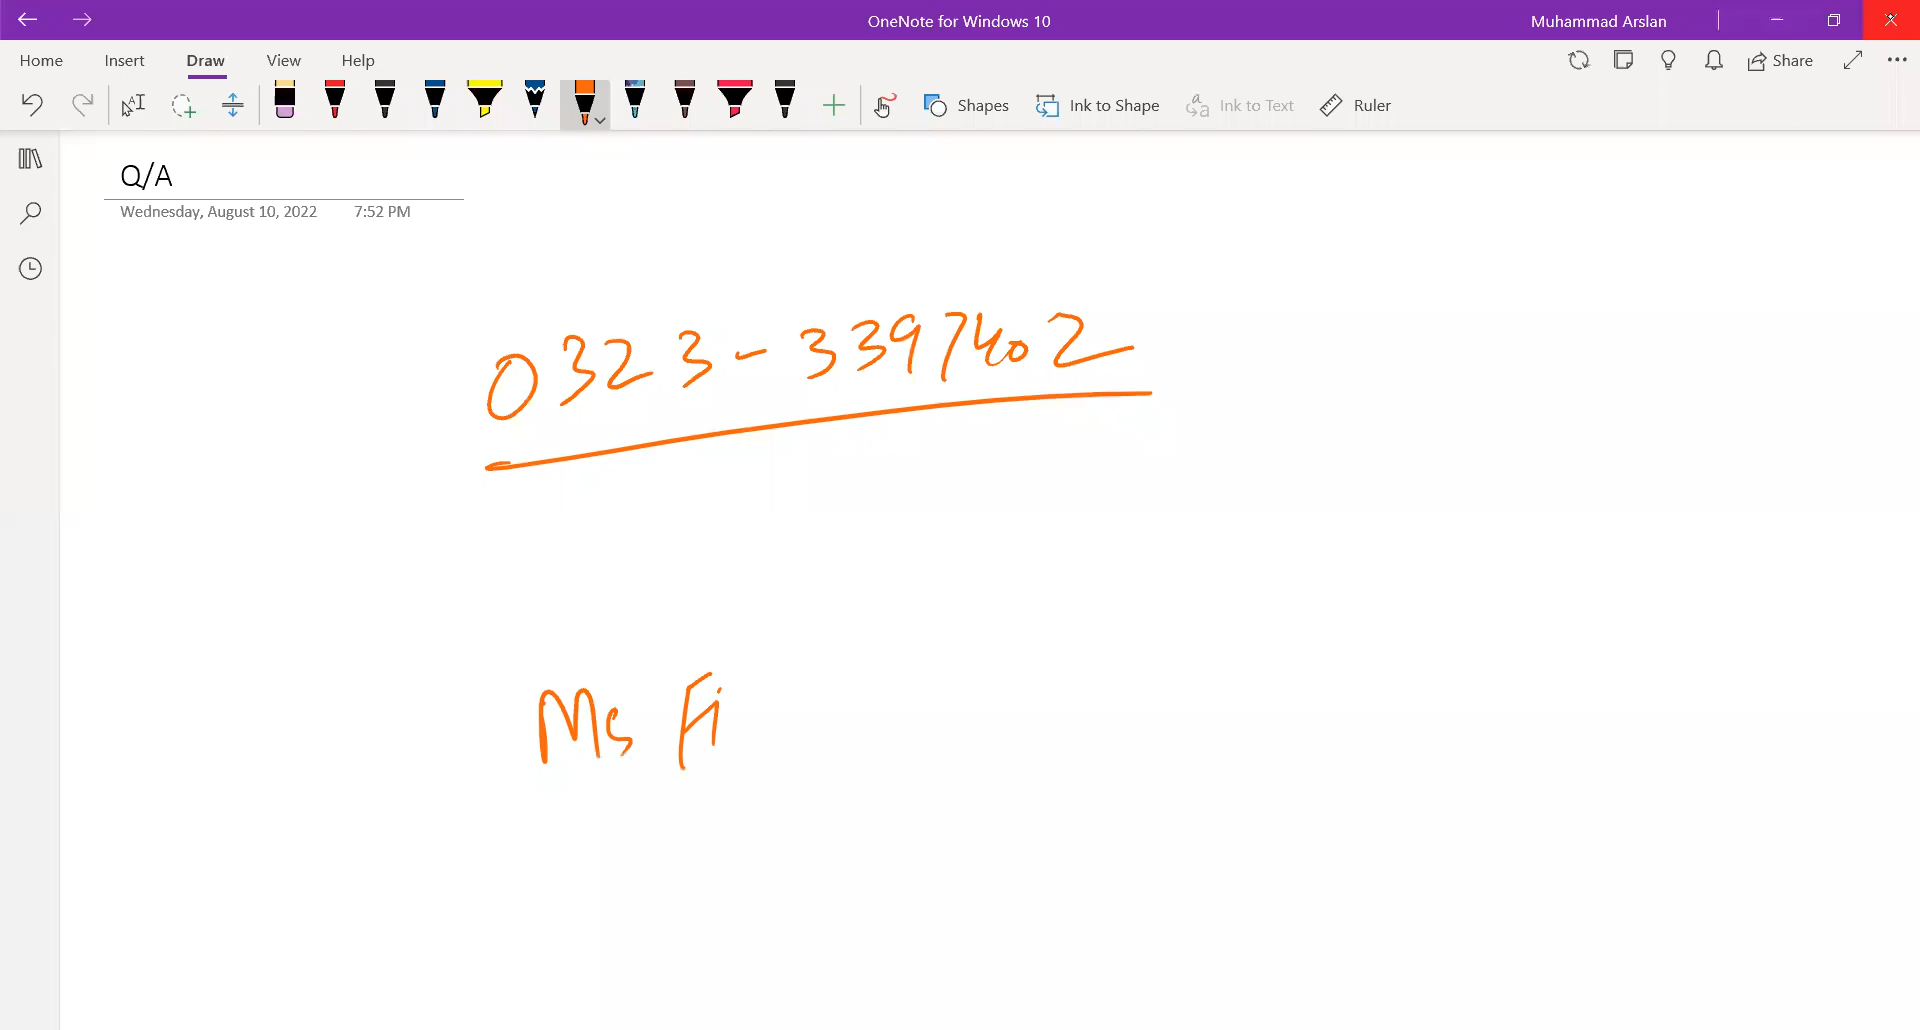 OneNote for Windows 10
Muhammad Arslan
Home Insert Draw View Help
Share
Shapes
Ink to Shape
Ink to Text
Ruler
Q/A
Wednesday, August 10, 2022 7:52 PM
0323-3397402
Ms Fi